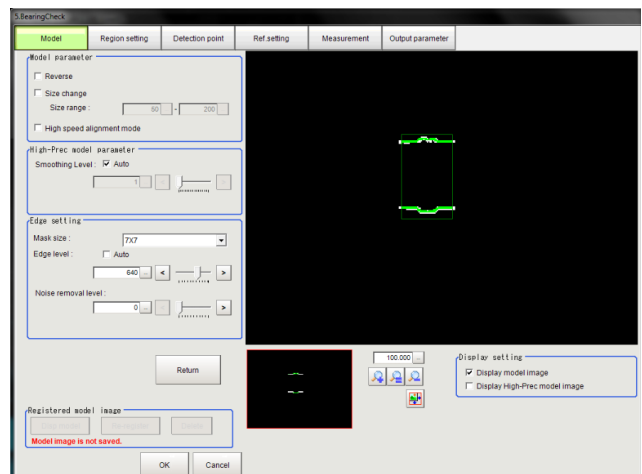 5.BearingCheck
Model Region setting Detection point Ref.setting Measurement Output parameter
Model parameter
Reverse
Size change
Size range : 50 .. - 200 ..
High speed alignment mode
High-Prec model parameter
Smoothing Level : Auto
1 .. < >
Edge setting
Mask size : 7X7
Edge level : Auto
640 .. < >
Noise removal level :
0 .. < >
Return
100.000 ..
Display setting
Display model image
Display High-Prec model image
Registered model image
Model image is not saved.
OK Cancel